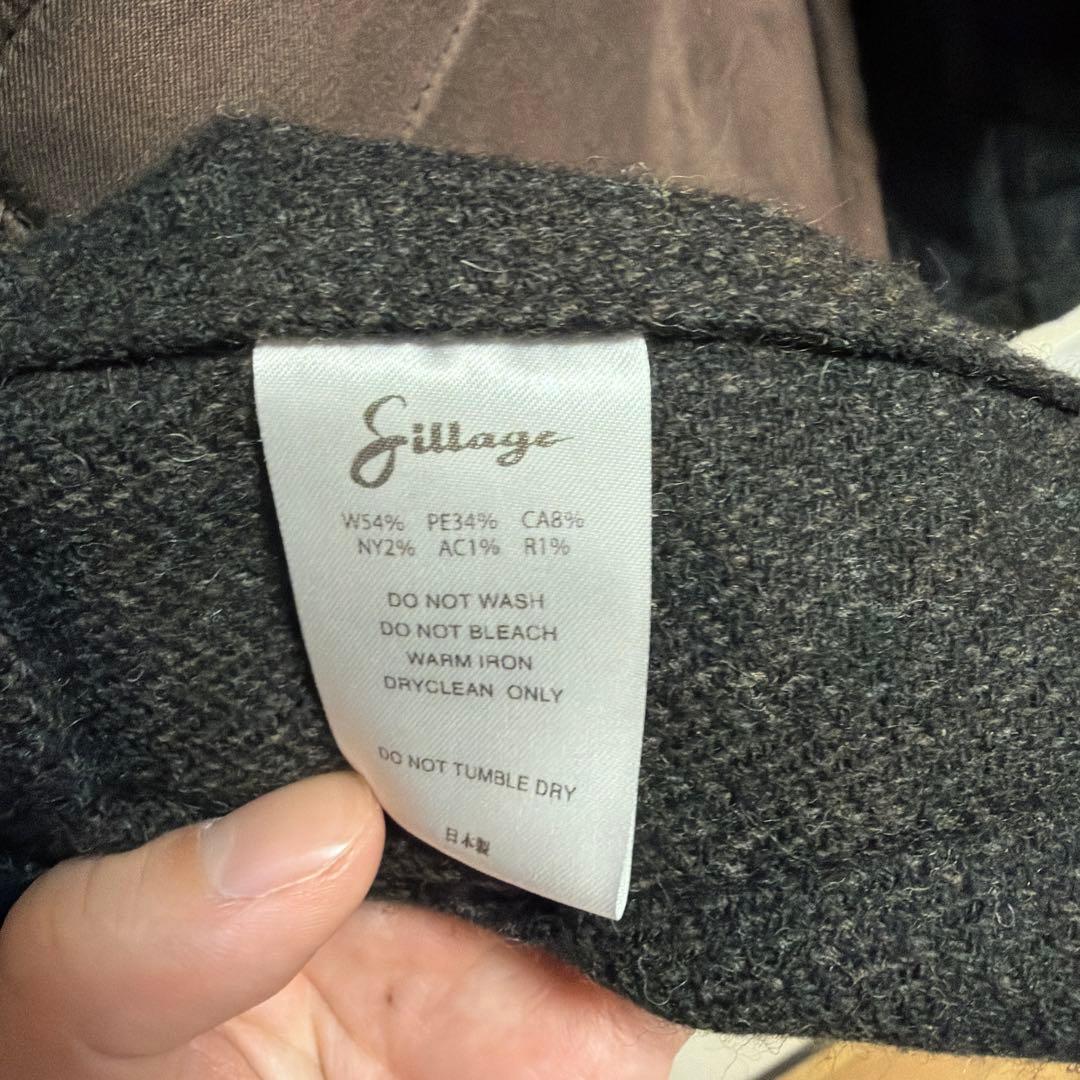 Sillage
W54% PE34% CA8%
NY2% AC1% R1%
DO NOT WASH
DO NOT BLEACH
WARM IRON
DRYCLEAN ONLY
DO NOT TUMBLE DRY
日本製